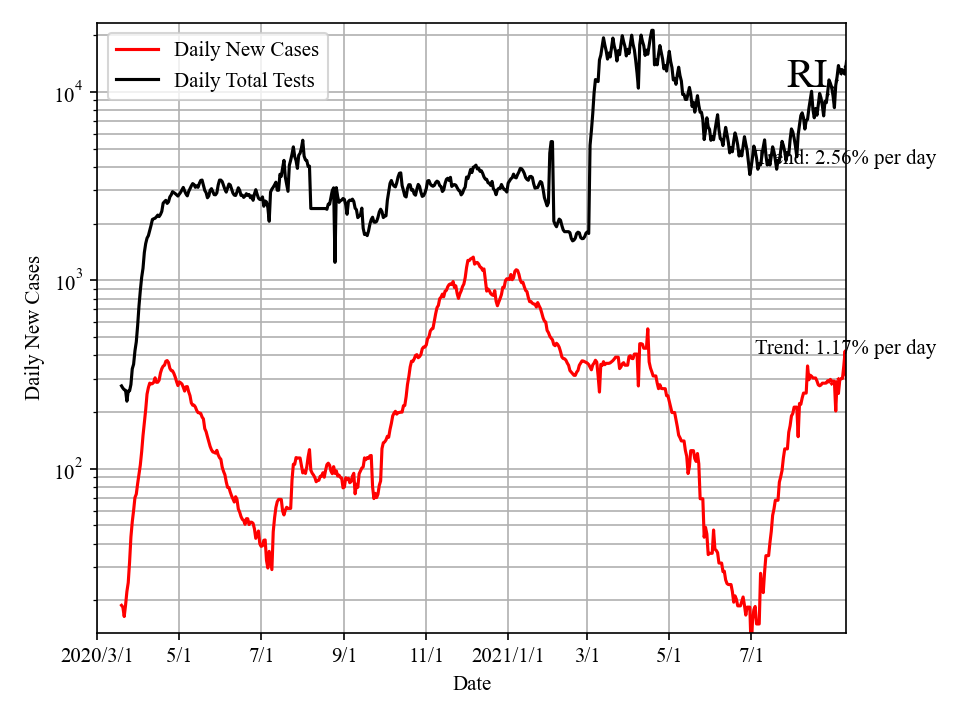 Daily New Cases
Daily Total Tests
RI
Trend: 2.56% per day
Trend: 1.17% per day
Daily New Cases
10^4
10^3
10^2
2020/3/1 5/1 7/1 9/1 11/1 2021/1/1 3/1 5/1 7/1
Date